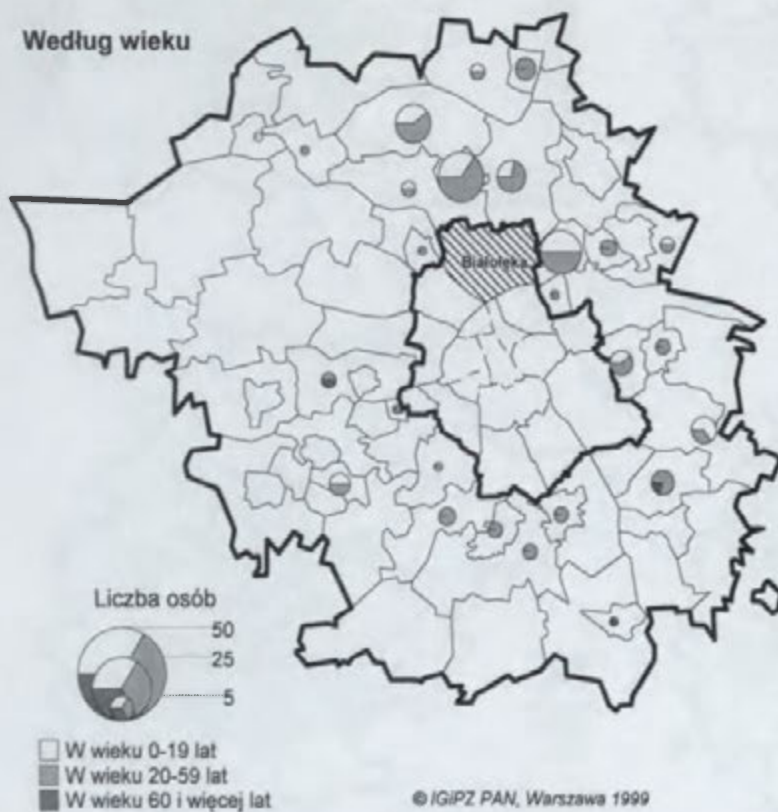 Według wieku
Białołęka
Liczba osób
50
25
5
W wieku 0-19 lat
W wieku 20-59 lat
W wieku 60 i więcej lat
© IGiPZ PAN, Warszawa 1999